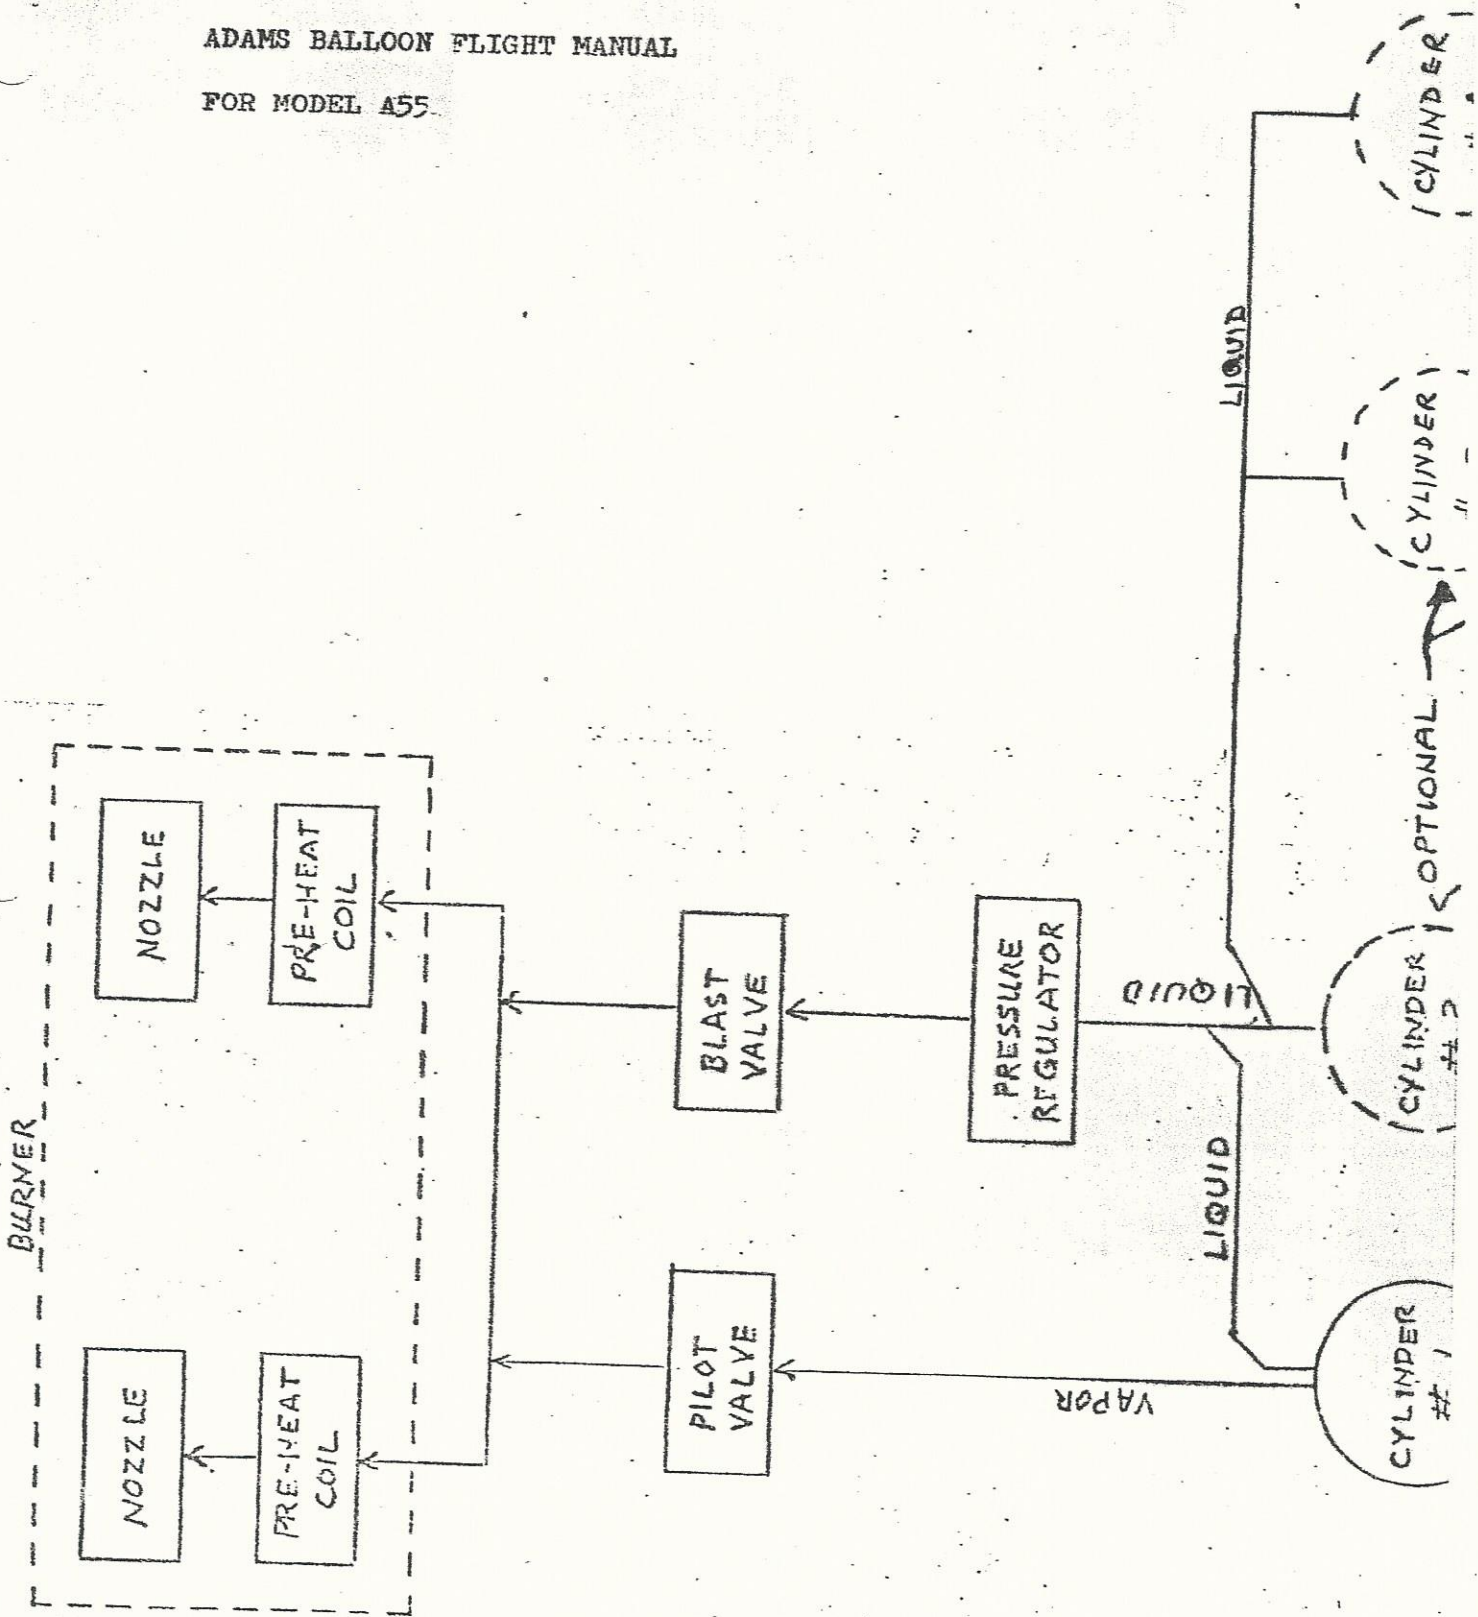 ADAMS BALLOON FLIGHT MANUAL
FOR MODEL A55
BURNER
NOZZLE
PRE-HEAT
COIL
NOZZLE
PRE-HEAT
COIL
PILOT
VALVE
BLAST
VALVE
PRESSURE
REGULATOR
VAPOR
LIQUID
LIQUID
LIQUID
CYLINDER
# 1
CYLINDER
#
OPTIONAL
CYLINDER
CYLINDER